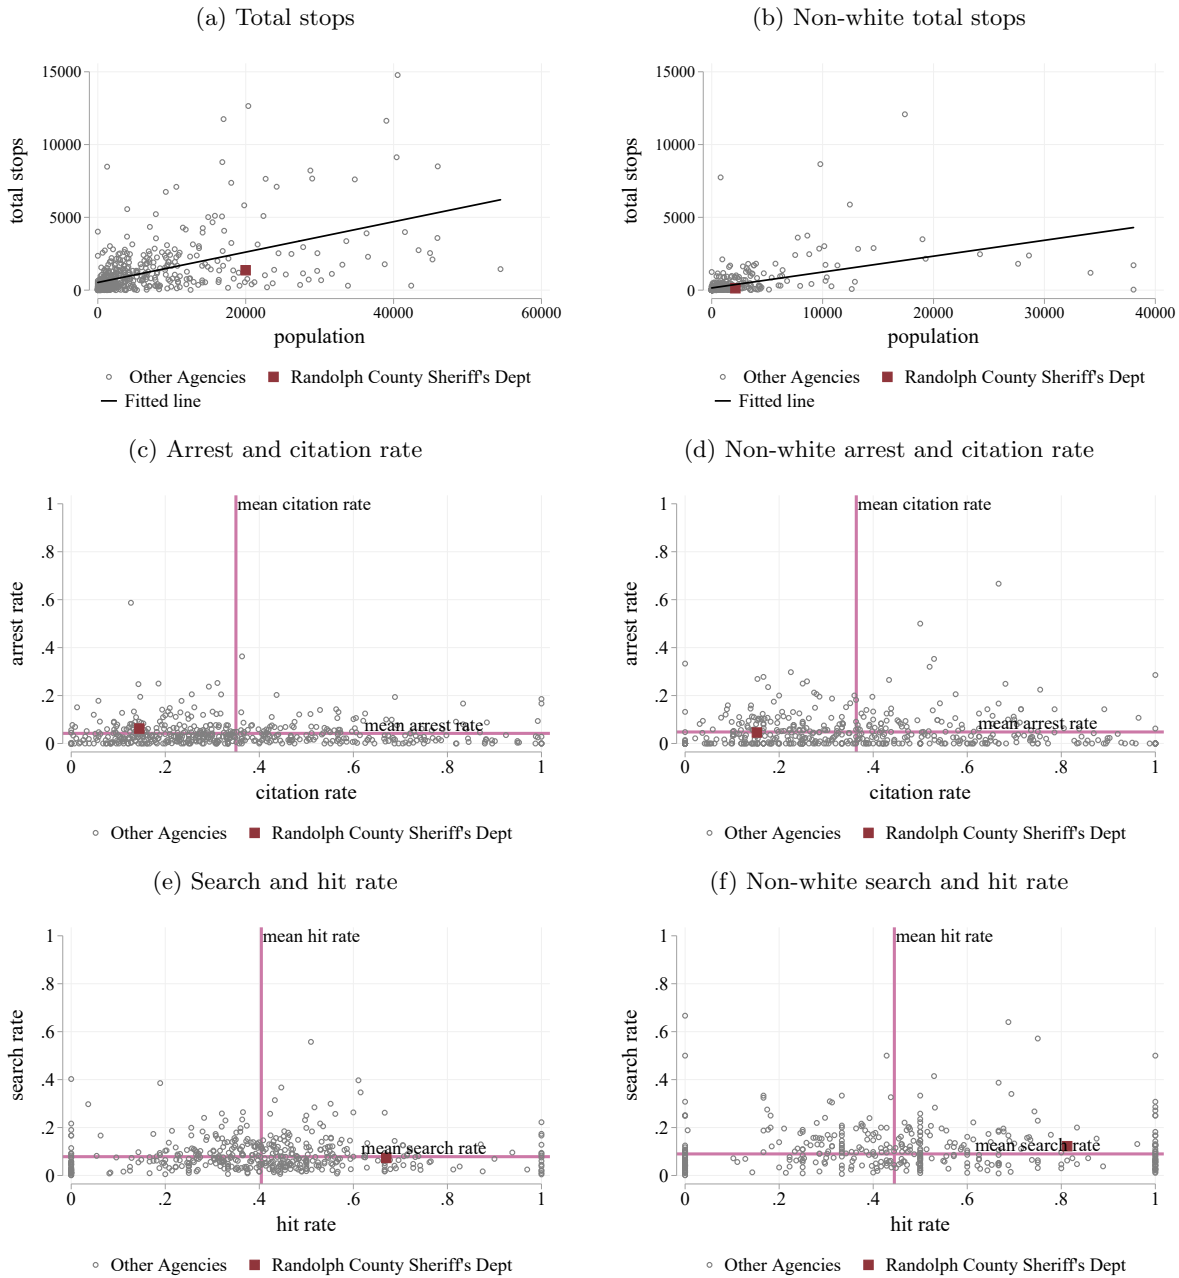 (a) Total stops
15000
10000
5000
0
total stops
0 20000 40000 60000
population
Other Agencies Randolph County Sheriff's Dept
Fitted line
(b) Non-white total stops
15000
10000
5000
0
total stops
0 10000 20000 30000 40000
population
Other Agencies Randolph County Sheriff's Dept
Fitted line
(c) Arrest and citation rate
1
.8
.6
.4
.2
0
arrest rate
mean citation rate
mean arrest rate
0 .2 .4 .6 .8 1
citation rate
Other Agencies Randolph County Sheriff's Dept
(d) Non-white arrest and citation rate
1
.8
.6
.4
.2
0
arrest rate
mean citation rate
mean arrest rate
0 .2 .4 .6 .8 1
citation rate
Other Agencies Randolph County Sheriff's Dept
(e) Search and hit rate
1
.8
.6
.4
.2
0
search rate
mean hit rate
mean search rate
0 .2 .4 .6 .8 1
hit rate
Other Agencies Randolph County Sheriff's Dept
(f) Non-white search and hit rate
1
.8
.6
.4
.2
0
search rate
mean hit rate
mean search rate
0 .2 .4 .6 .8 1
hit rate
Other Agencies Randolph County Sheriff's Dept